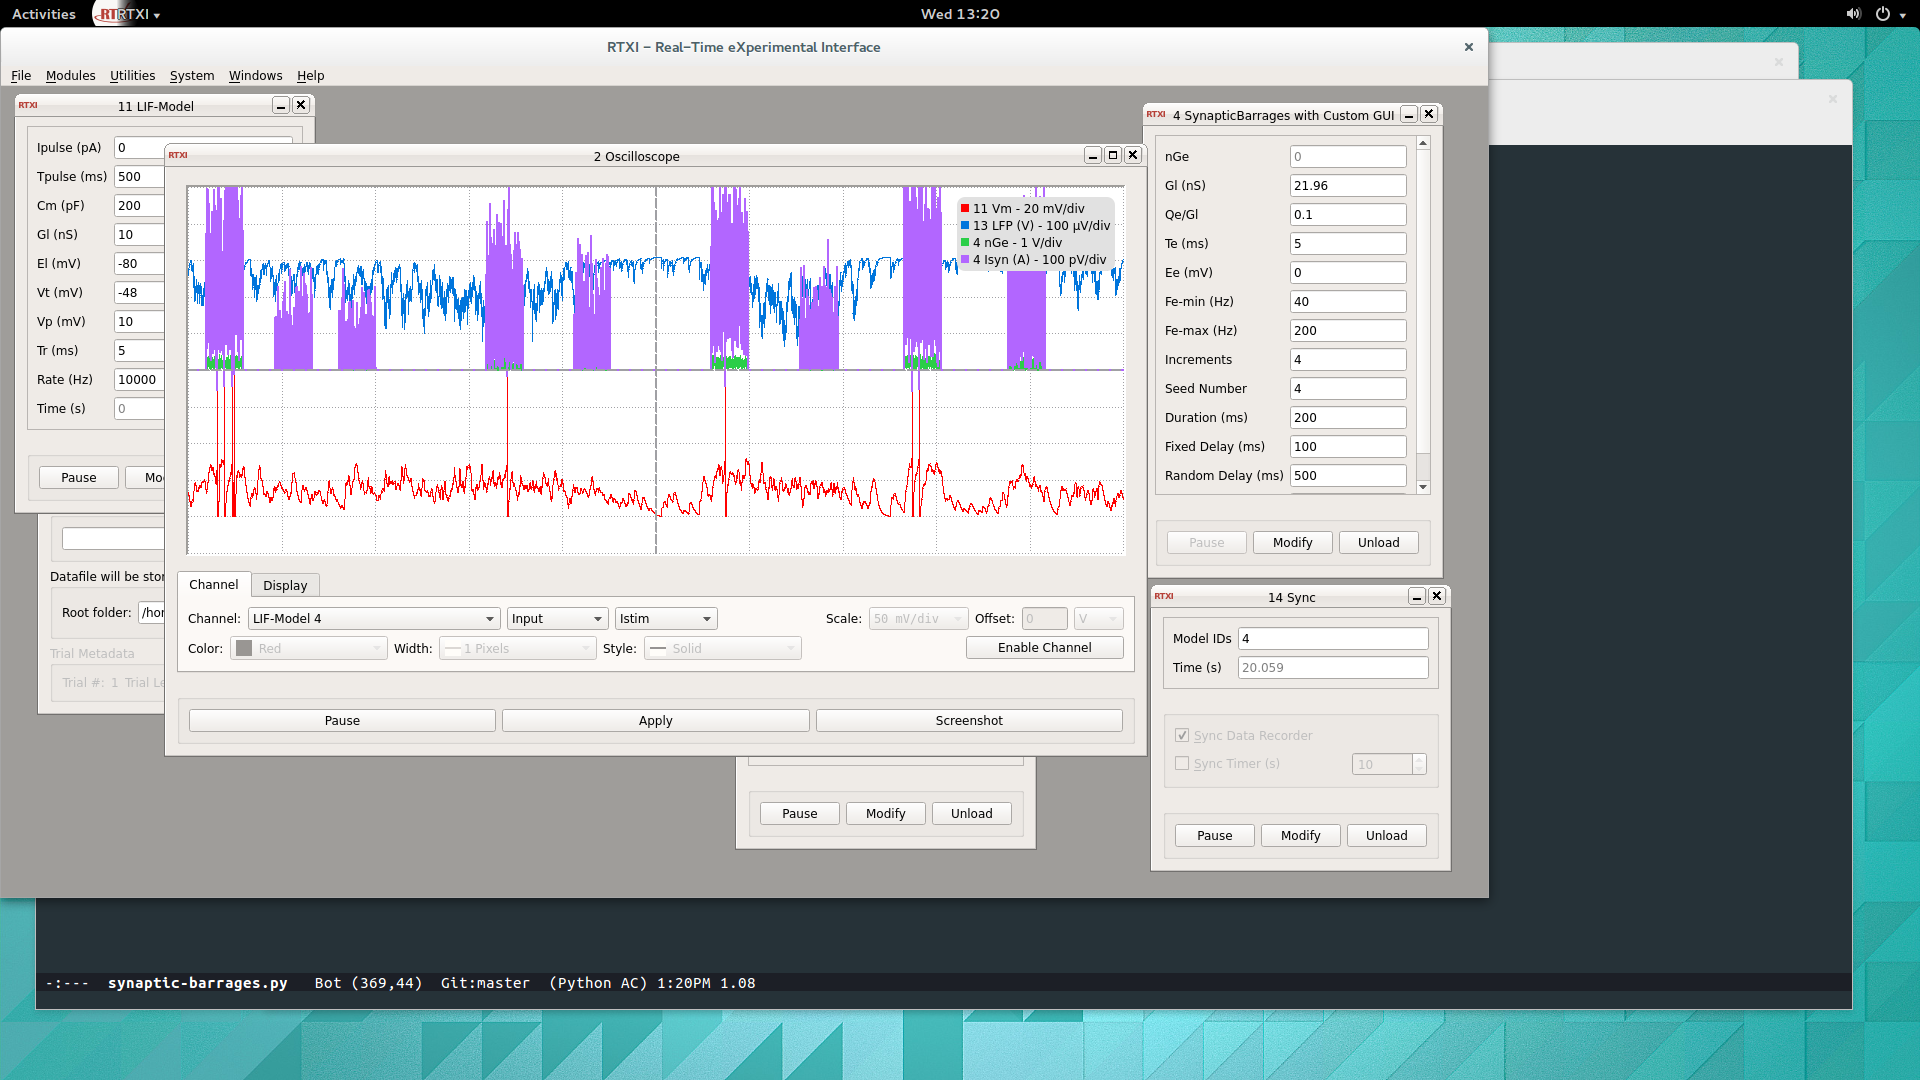 Activities RTXI
Wed 13:20
RTXI – Real–Time eXperimental Interface
File Modules Utilities System Windows Help
RTXI 11 LIF-Model
Ipulse (pA) 0
Tpulse (ms) 500
Cm (pF) 200
Gl (nS) 10
El (mV) -80
Vt (mV) -48
Vp (mV) 10
Tr (ms) 5
Rate (Hz) 10000
Time (s) 0
Pause
Datafile will be
Root folder:
Trial Metadata
Trial #: 1 Trial
RTXI 2 Oscilloscope
11 Vm - 20 mV/div
13 LFP (V) - 100 µV/div
4 nGe - 1 V/div
4 Isyn (A) - 100 pV/div
Channel Display
Channel: LIF-Model 4 Input Istim Scale: 50 mV/div Offset: 0 V
Color: Red Width: 1 Pixels Style: Solid Enable Channel
Pause Apply Screenshot
Pause Modify Unload
RTXI 4 SynapticBarrages with Custom GUI
nGe 0
Gl (nS) 21.96
Qe/Gl 0.1
Te (ms) 5
Ee (mV) 0
Fe-min (Hz) 40
Fe-max (Hz) 200
Increments 4
Seed Number 4
Duration (ms) 200
Fixed Delay (ms) 100
Random Delay (ms) 500
Pause Modify Unload
RTXI 14 Sync
Model IDs 4
Time (s) 20.059
Sync Data Recorder
Sync Timer (s) 10
Pause Modify Unload
-:--- synaptic-barrages.py Bot (369,44) Git:master (Python AC) 1:20PM 1.08